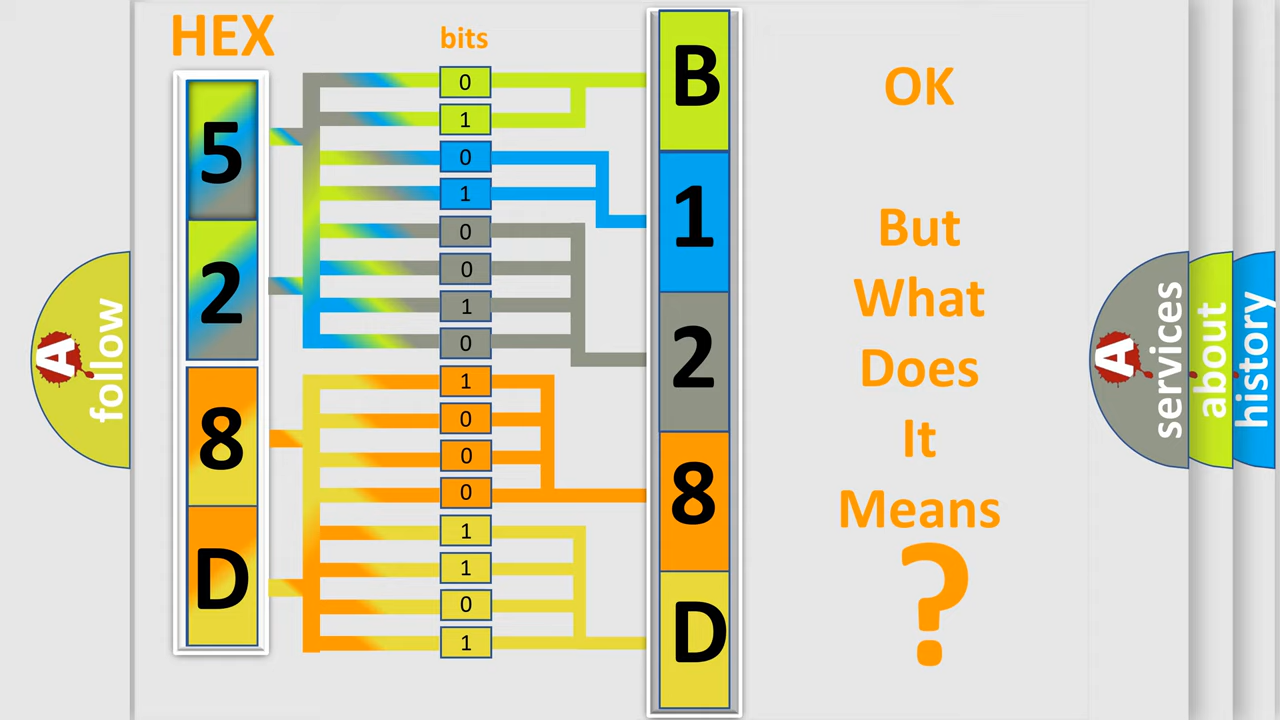 HEX
bits
5
2
8
D
0
1
0
1
0
0
1
0
1
0
0
0
1
1
0
1
B
1
2
8
D
OK
But
What
Does
It
Means
?
A
follow
A
services
about
history